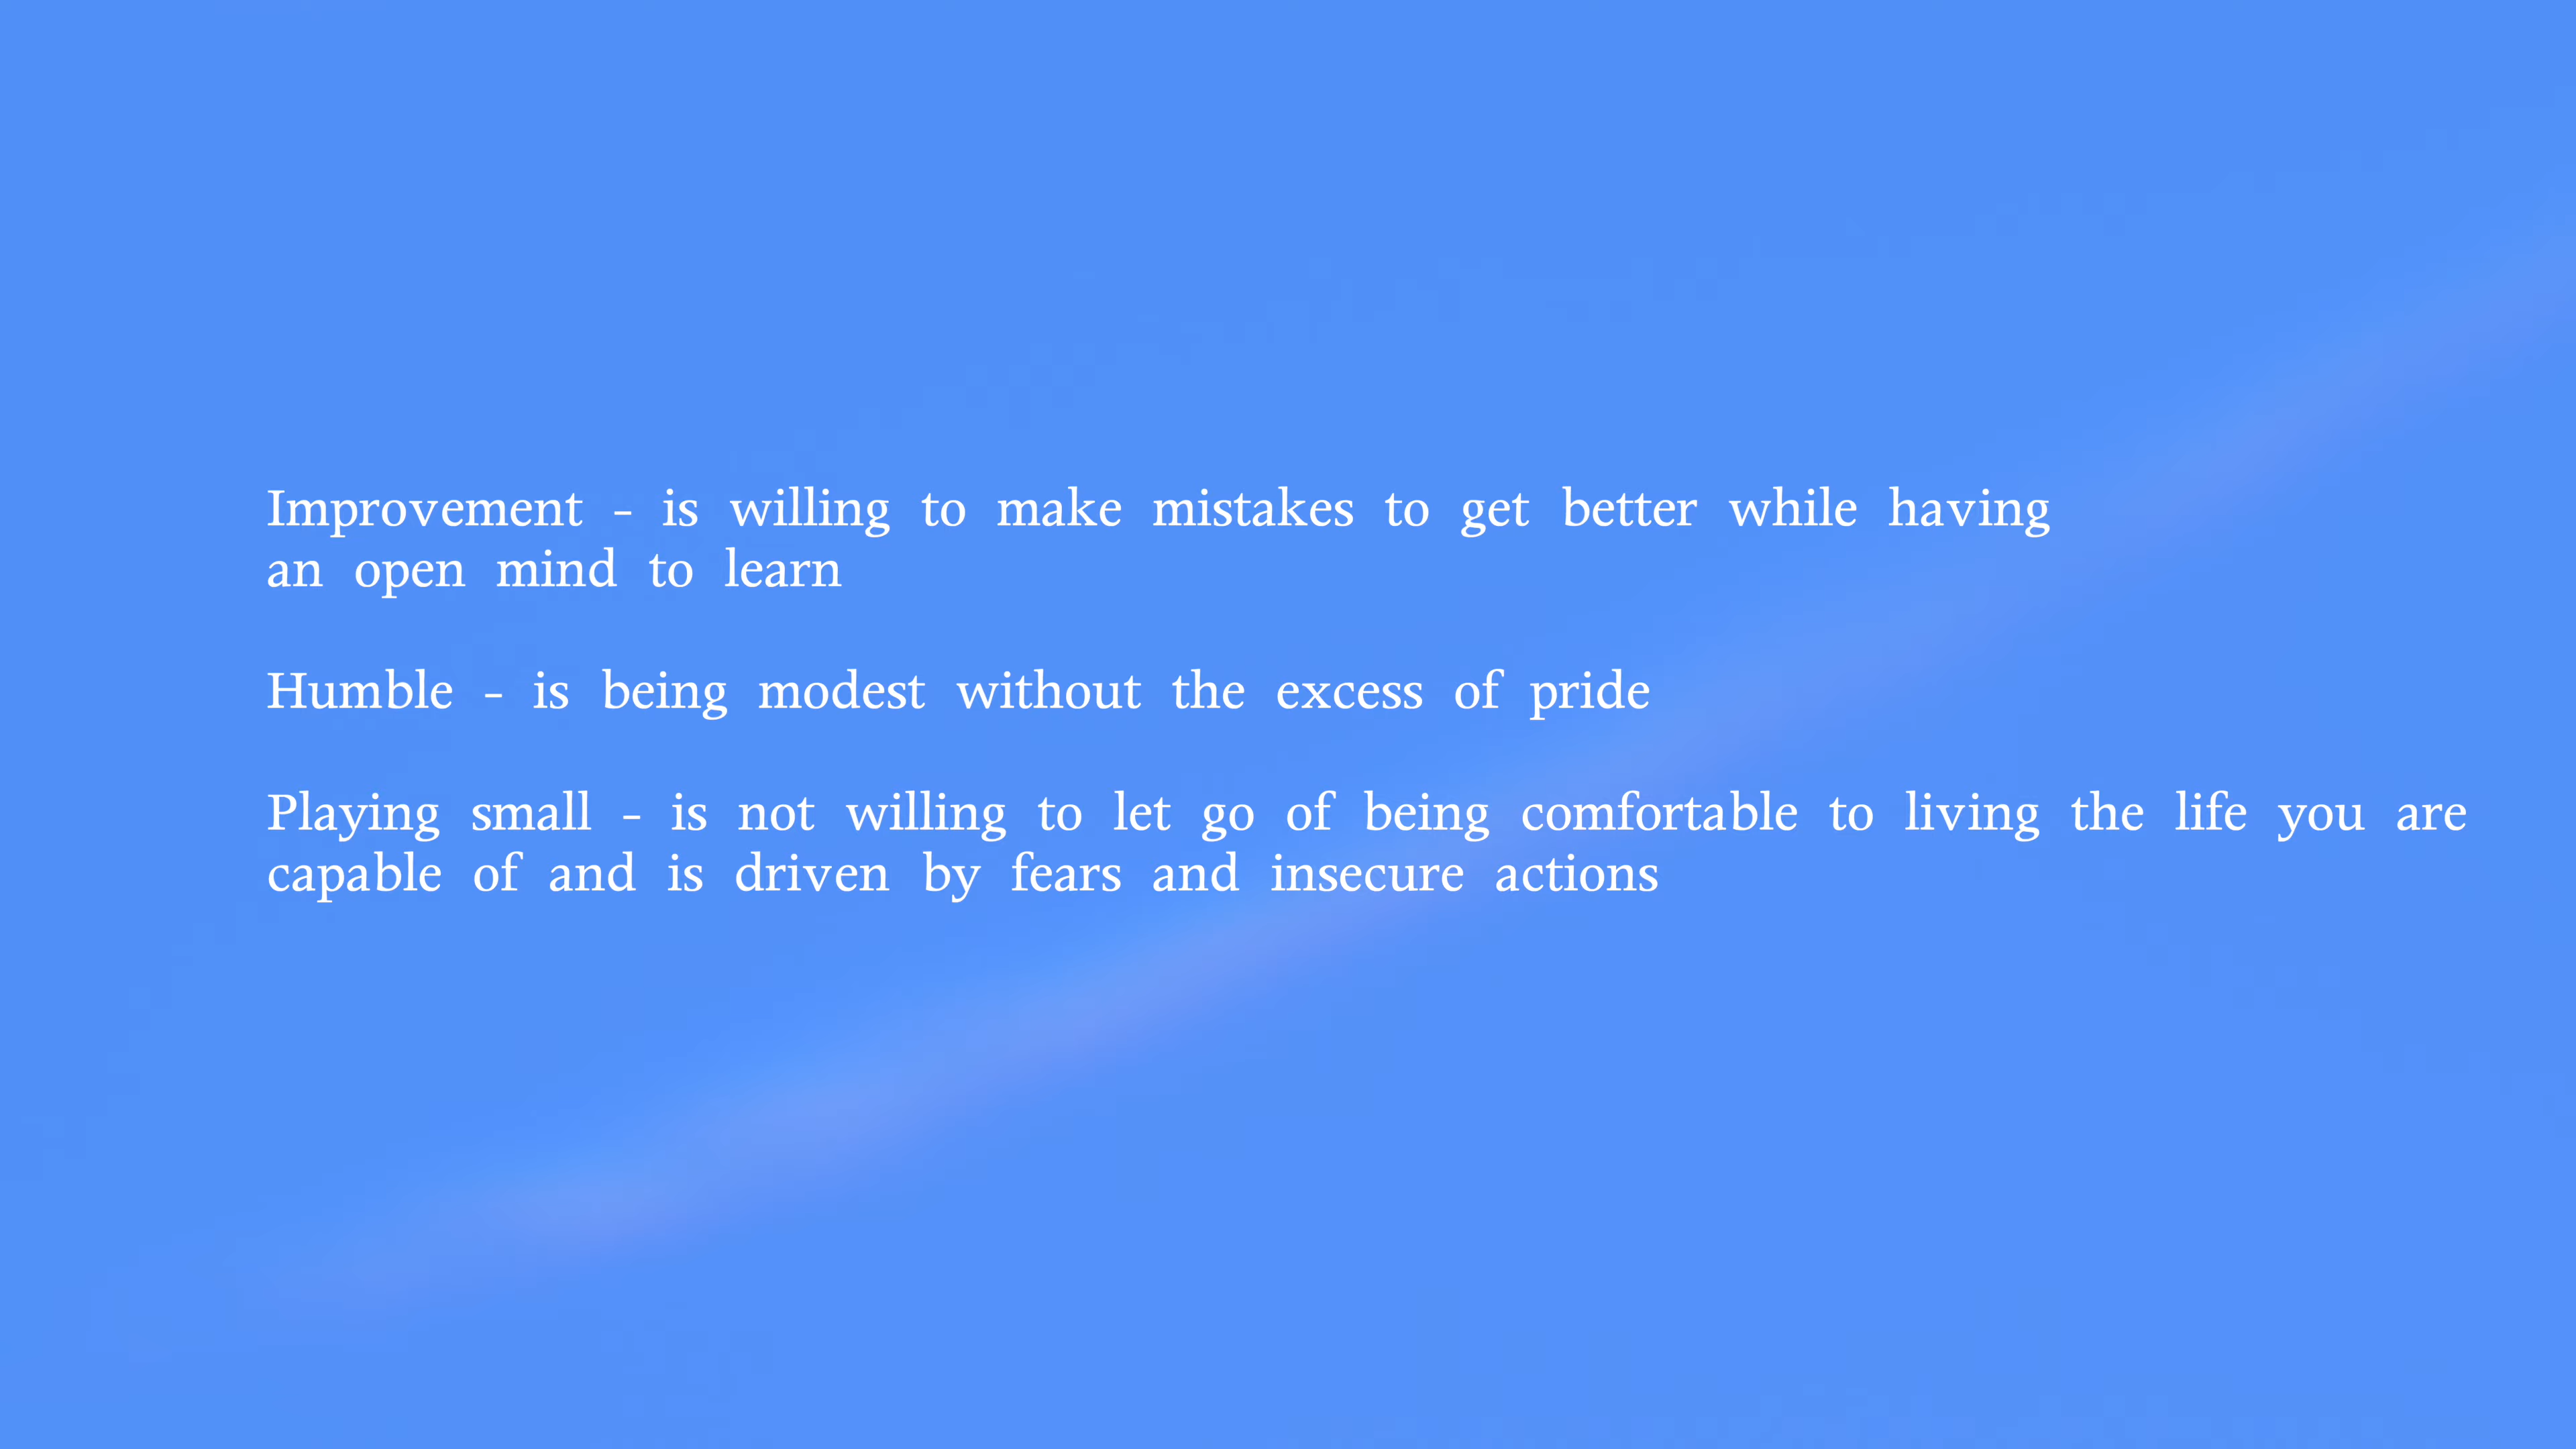 Improvement - is willing to make mistakes to get better while having
an open mind to learn
Humble - is being modest without the excess of pride
Playing small - is not willing to let go of being comfortable to living the life you are
capable of and is driven by fears and insecure actions